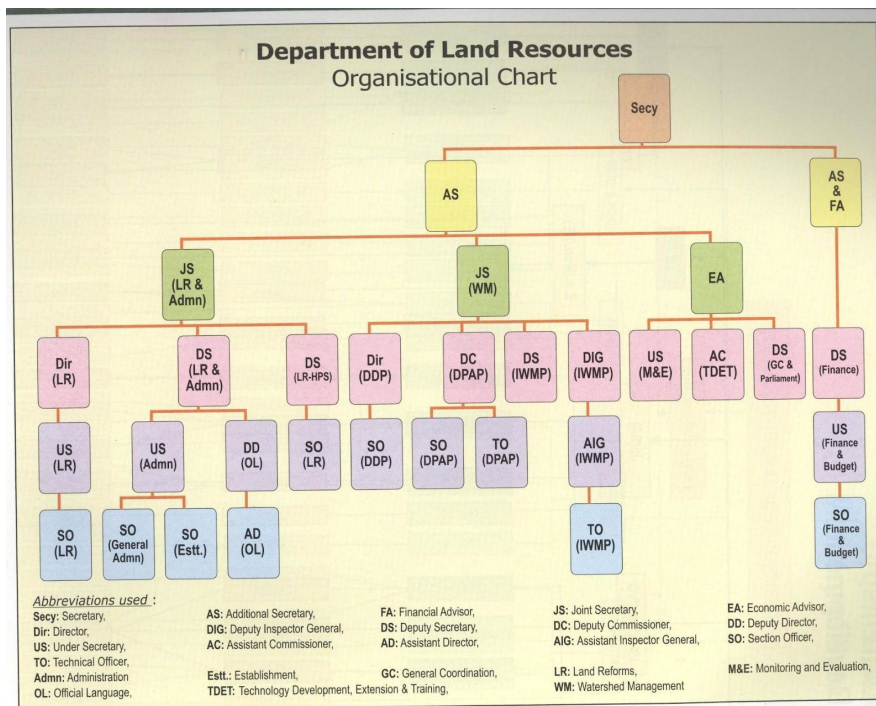 Department of Land Resources
Organisational Chart
Secy
AS
AS
&
FA
JS
(LR &
Admn)
JS
(WM)
EA
Dir
(LR)
DS
(LR &
Admn)
DS
(LR-HPS)
Dir
(DDP)
DC
(DPAP)
DS
(IWMP)
DIG
(IWMP)
US
(M&E)
AC
(TDET)
DS
(GC &
Parliament)
DS
(Finance)
US
(LR)
US
(Admn)
DD
(OL)
SO
(LR)
SO
(DDP)
SO
(DPAP)
TO
(DPAP)
AIG
(IWMP)
US
(Finance
&
Budget)
SO
(LR)
SO
(General
Admn)
SO
(Estt.)
AD
(OL)
TO
(IWMP)
SO
(Finance
&
Budget)
Abbreviations used :
Secy: Secretary, AS: Additional Secretary, FA: Financial Advisor, JS: Joint Secretary, EA: Economic Advisor,
Dir: Director, DIG: Deputy Inspector General, DS: Deputy Secretary, DC: Deputy Commissioner, DD: Deputy Director,
US: Under Secretary, AC: Assistant Commissioner, AD: Assistant Director, AIG: Assistant Inspector General, SO: Section Officer,
TO: Technical Officer,
Admn: Administration Estt.: Establishment, GC: General Coordination, LR: Land Reforms, M&E: Monitoring and Evaluation,
OL: Official Language, TDET: Technology Development, Extension & Training, WM: Watershed Management